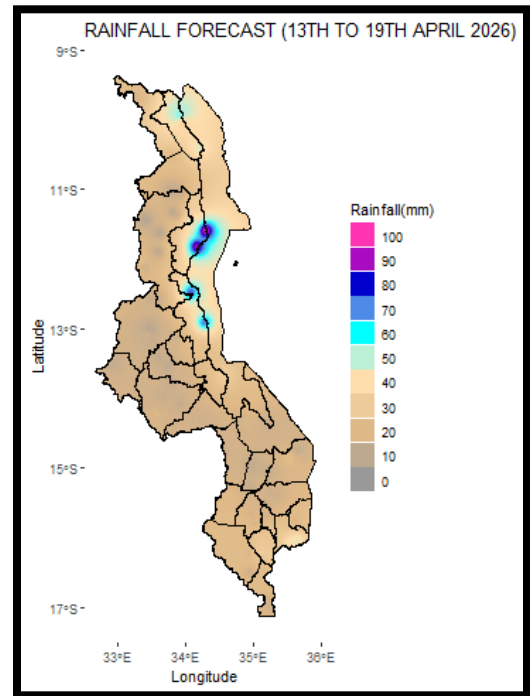 RAINFALL FORECAST (13TH TO 19TH APRIL 2026)
9°S
11°S
13°S
15°S
17°S
Latitude
33°E 34°E 35°E 36°E
Longitude
Rainfall(mm)
100
90
80
70
60
50
40
30
20
10
0